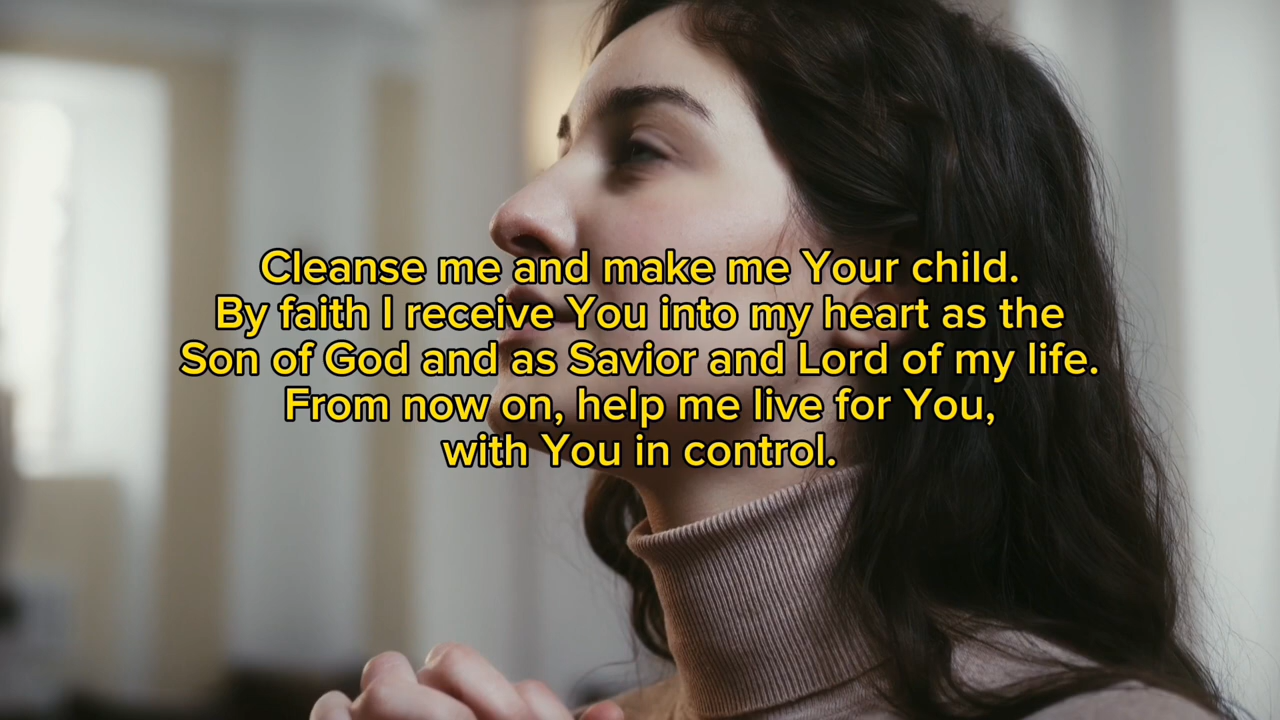 Cleanse me and make me Your child.
By faith I receive You into my heart as the
Son of God and as Savior and Lord of my life.
From now on, help me live for You,
with You in control.